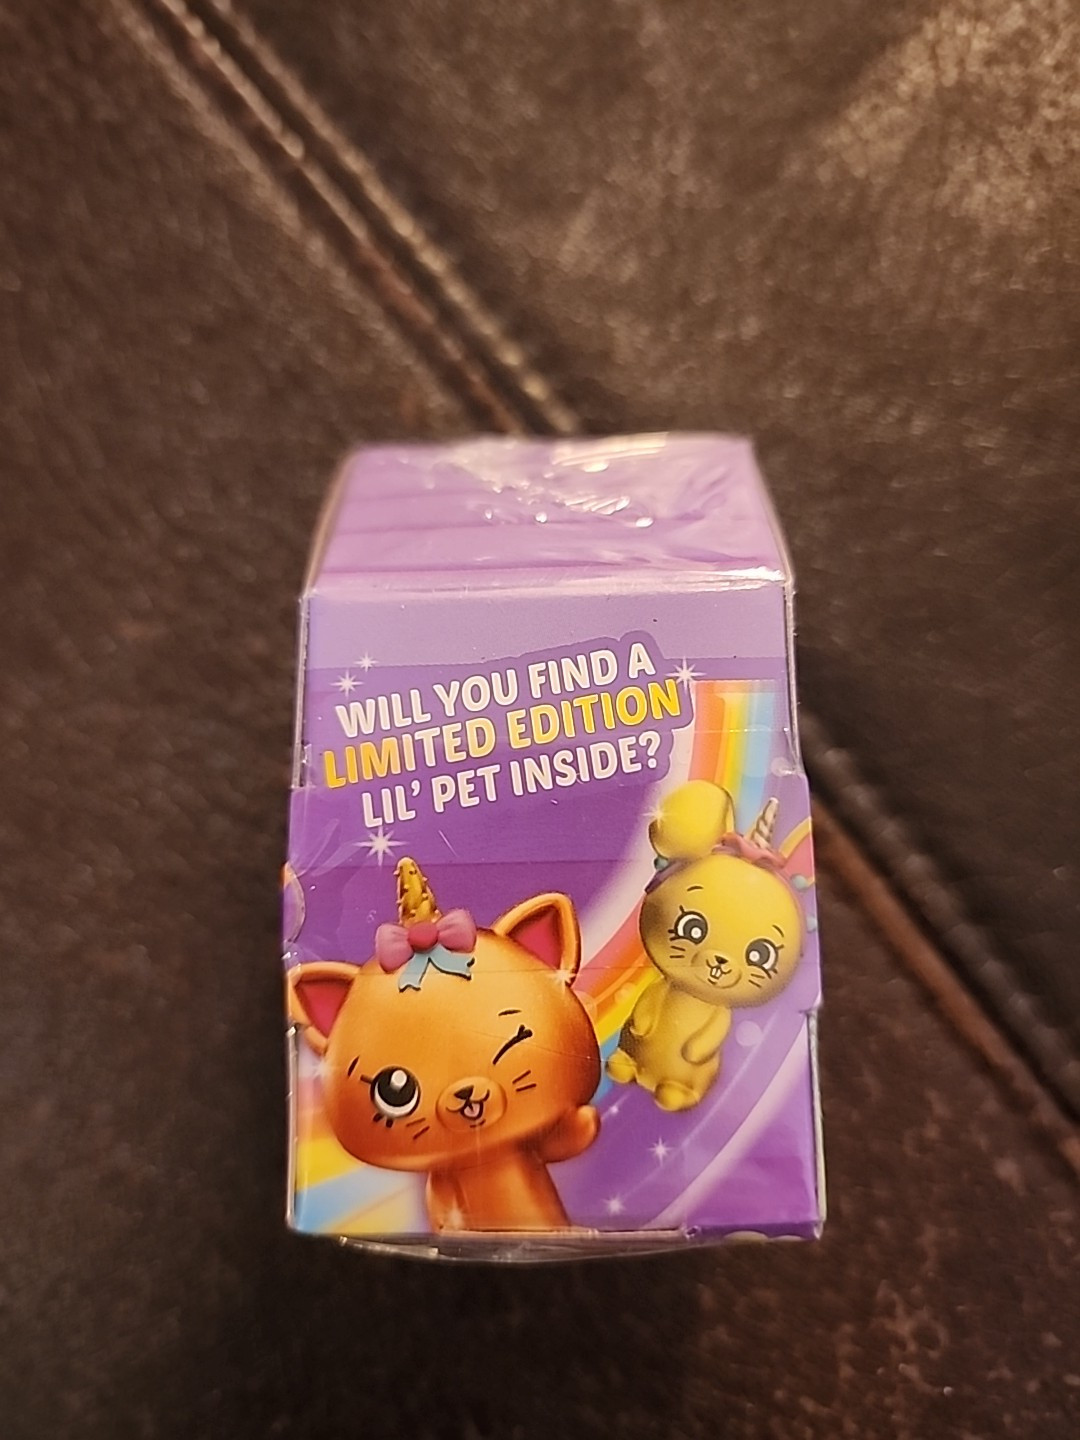 WILL YOU FIND A
LIMITED EDITION
LIL' PET INSIDE?